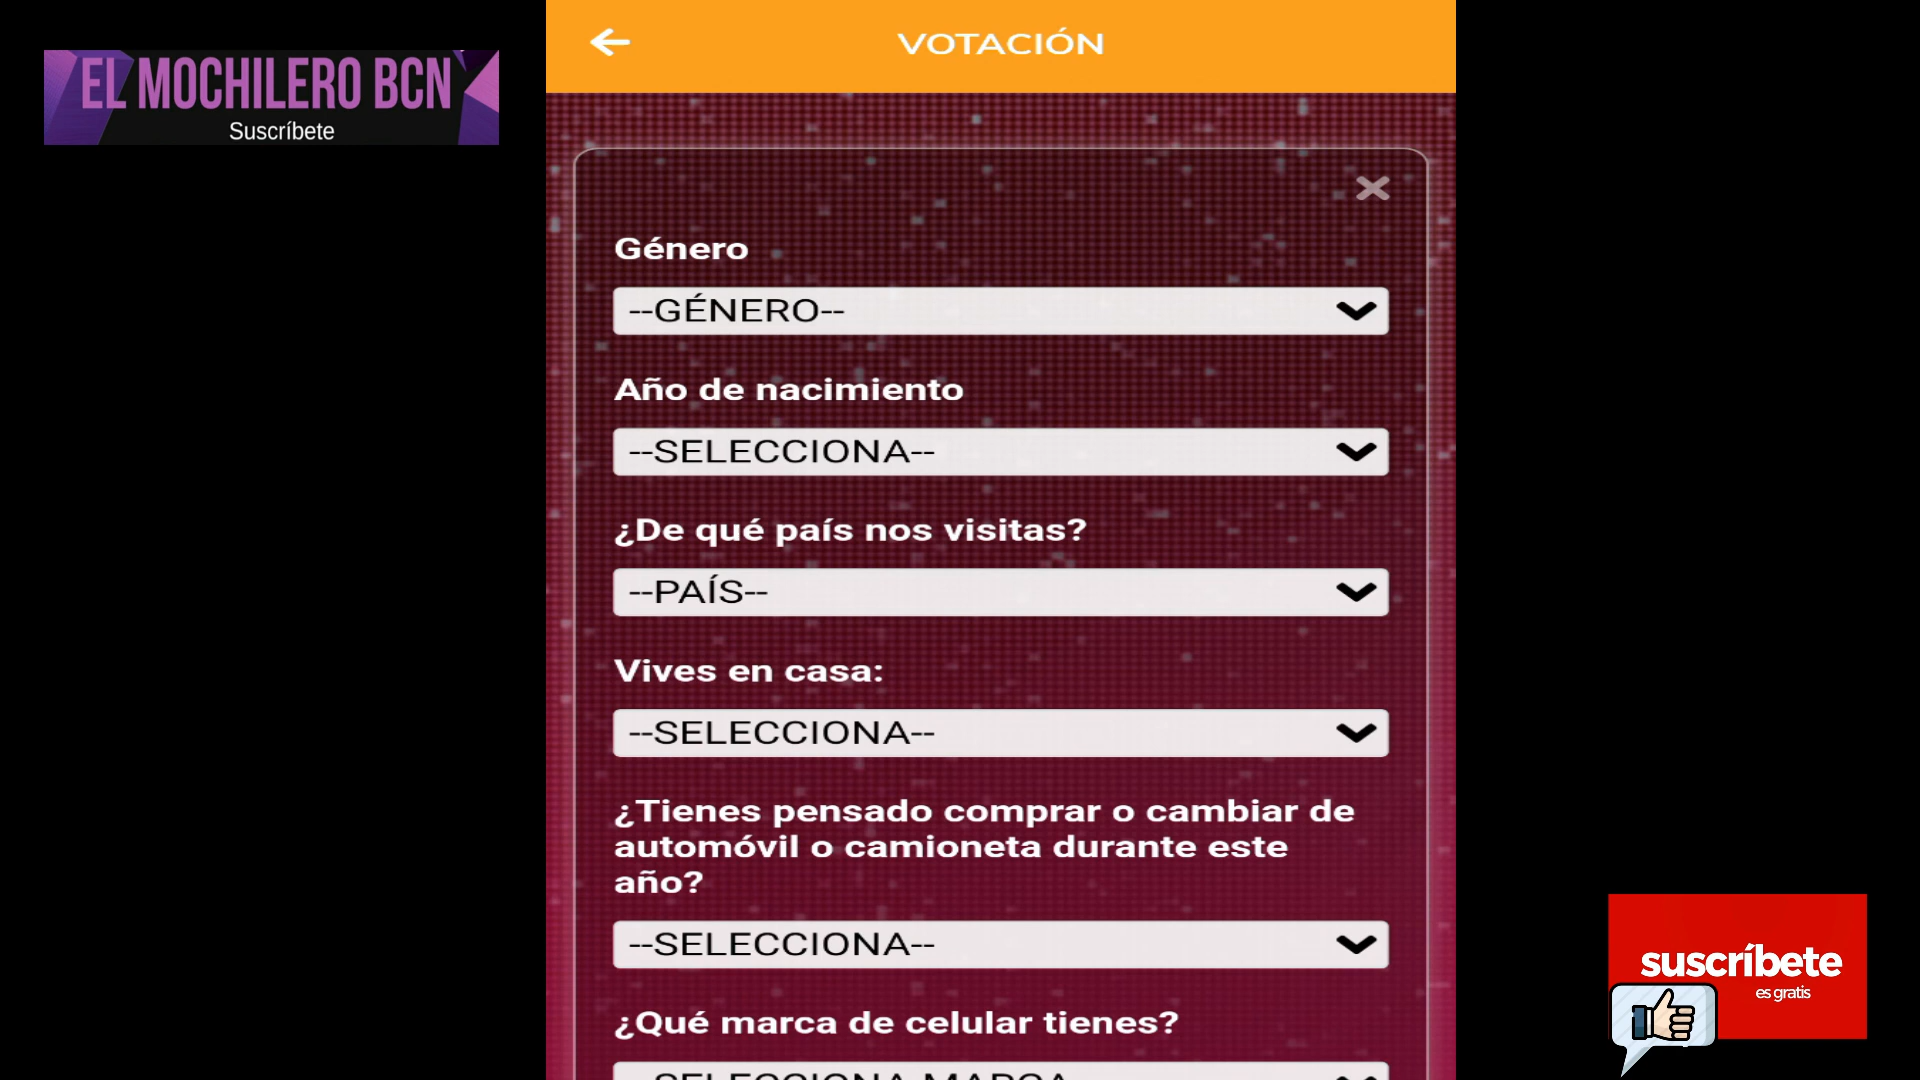 EL MOCHILERO BCN
Suscríbete
VOTACIÓN
Género
--GÉNERO--
Año de nacimiento
--SELECCIONA--
¿De qué país nos visitas?
--PAÍS--
Vives en casa:
--SELECCIONA--
¿Tienes pensado comprar o cambiar de
automóvil o camioneta durante este
año?
--SELECCIONA--
¿Qué marca de celular tienes?
--SELECCIONA MARCA--
suscríbete
es gratis